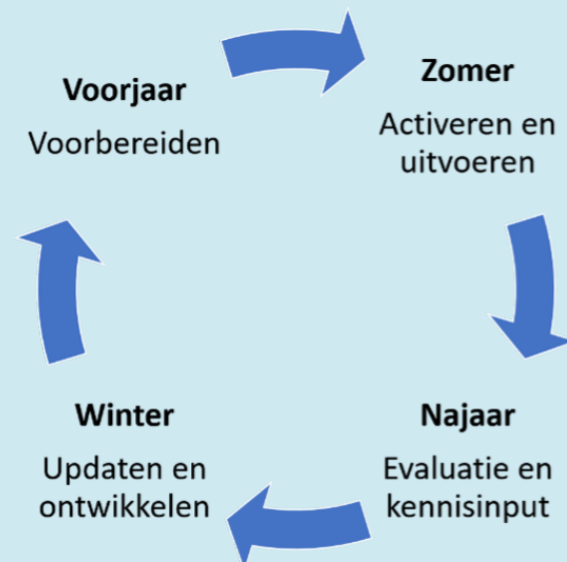 Voorjaar
Voorbereiden
Zomer
Activeren en
uitvoeren
Najaar
Evaluatie en
kennisinput
Winter
Updaten en
ontwikkelen